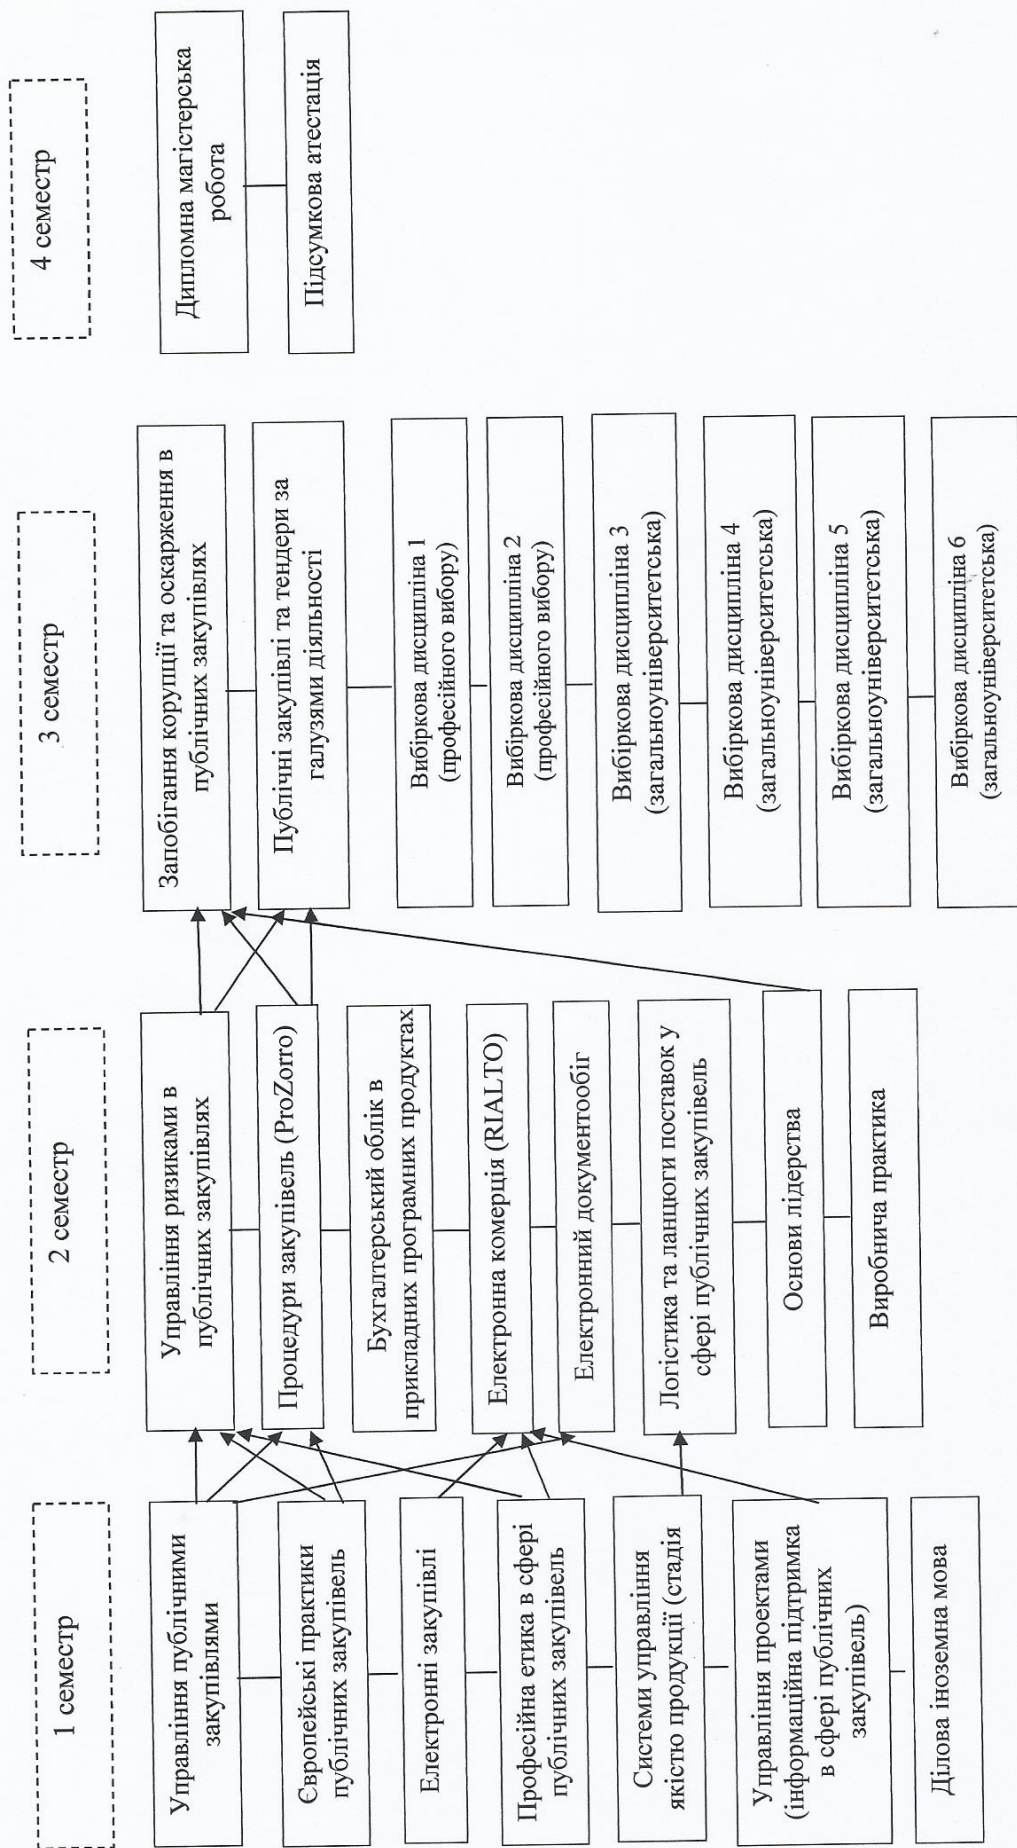 1 семестр
Управління публічними
закупівлями
Європейські практики
публічних закупівель
Електронні закупівлі
Професійна етика в сфері
публічних закупівель
Системи управління
якістю продукції (стадія
Управління проектами
(інформаційна підтримка
в сфері публічних
закупівель)
Ділова іноземна мова
2 семестр
Управління ризиками в
публічних закупівлях
Процедури закупівель (ProZorro)
Бухгалтерський облік в
прикладних програмних продуктах
Електронна комерція (RIALTO)
Електронний документообіг
Логістика та ланцюги поставок у
сфері публічних закупівель
Основи лідерства
Виробнича практика
3 семестр
Запобігання корупції та оскарження в
публічних закупівлях
Публічні закупівлі та тендери за
галузями діяльності
Вибіркова дисципліна 1
(професійного вибору)
Вибіркова дисципліна 2
(професійного вибору)
Вибіркова дисципліна 3
(загальноуніверситетська)
Вибіркова дисципліна 4
(загальноуніверситетська)
Вибіркова дисципліна 5
(загальноуніверситетська)
Вибіркова дисципліна 6
(загальноуніверситетська)
4 семестр
Дипломна магістерська
робота
Підсумкова атестація